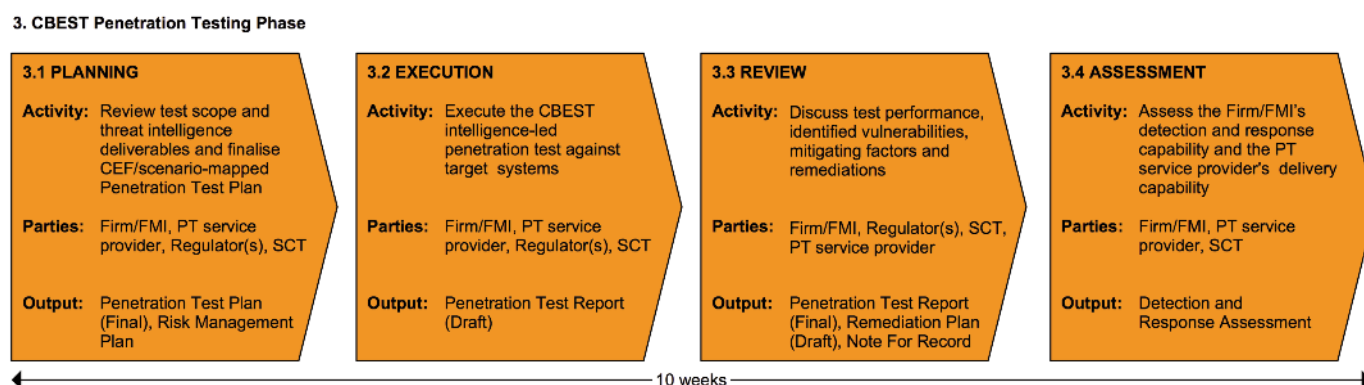 3. CBEST Penetration Testing Phase
3.1 PLANNING
Activity: Review test scope and
threat intelligence
deliverables and finalise
CEF/scenario-mapped
Penetration Test Plan
Parties: Firm/FMI, PT service
provider, Regulator(s), SCT
Output: Penetration Test Plan
(Final), Risk Management
Plan
3.2 EXECUTION
Activity: Execute the CBEST
intelligence-led
penetration test against
target systems
Parties: Firm/FMI, PT service
provider, Regulator(s), SCT
Output: Penetration Test Report
(Draft)
3.3 REVIEW
Activity: Discuss test performance,
identified vulnerabilities,
mitigating factors and
remediations
Parties: Firm/FMI, Regulator(s), SCT,
PT service provider
Output: Penetration Test Report
(Final), Remediation Plan
(Draft), Note For Record
3.4 ASSESSMENT
Activity: Assess the Firm/FMI's
detection and response
capability and the PT
service provider's delivery
capability
Parties: Firm/FMI, PT service
provider, SCT
Output: Detection and
Response Assessment
10 weeks